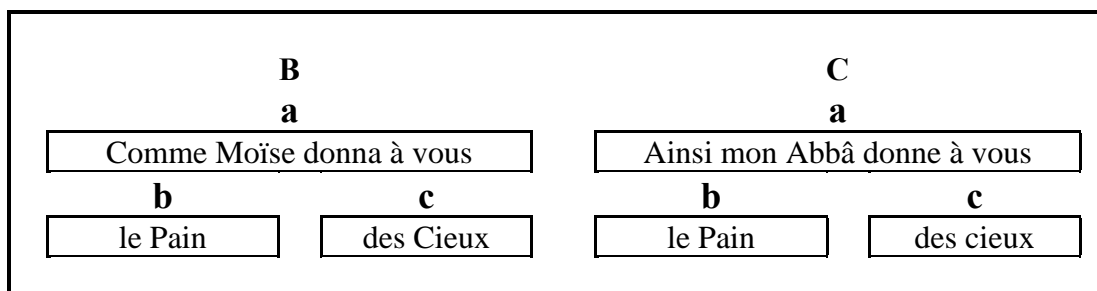 B C
a a
Comme Moïse donna à vous Ainsi mon Abbâ donne à vous
b c b c
le Pain des Cieux le Pain des cieux